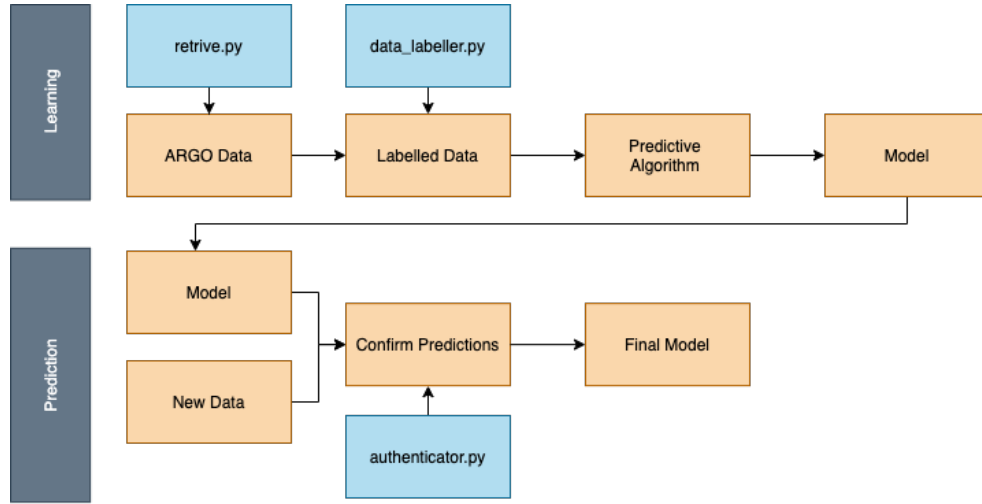 Learning
retrive.py
data_labeller.py
ARGO Data
Labelled Data
Predictive
Algorithm
Model
Prediction
Model
New Data
Confirm Predictions
Final Model
authenticator.py